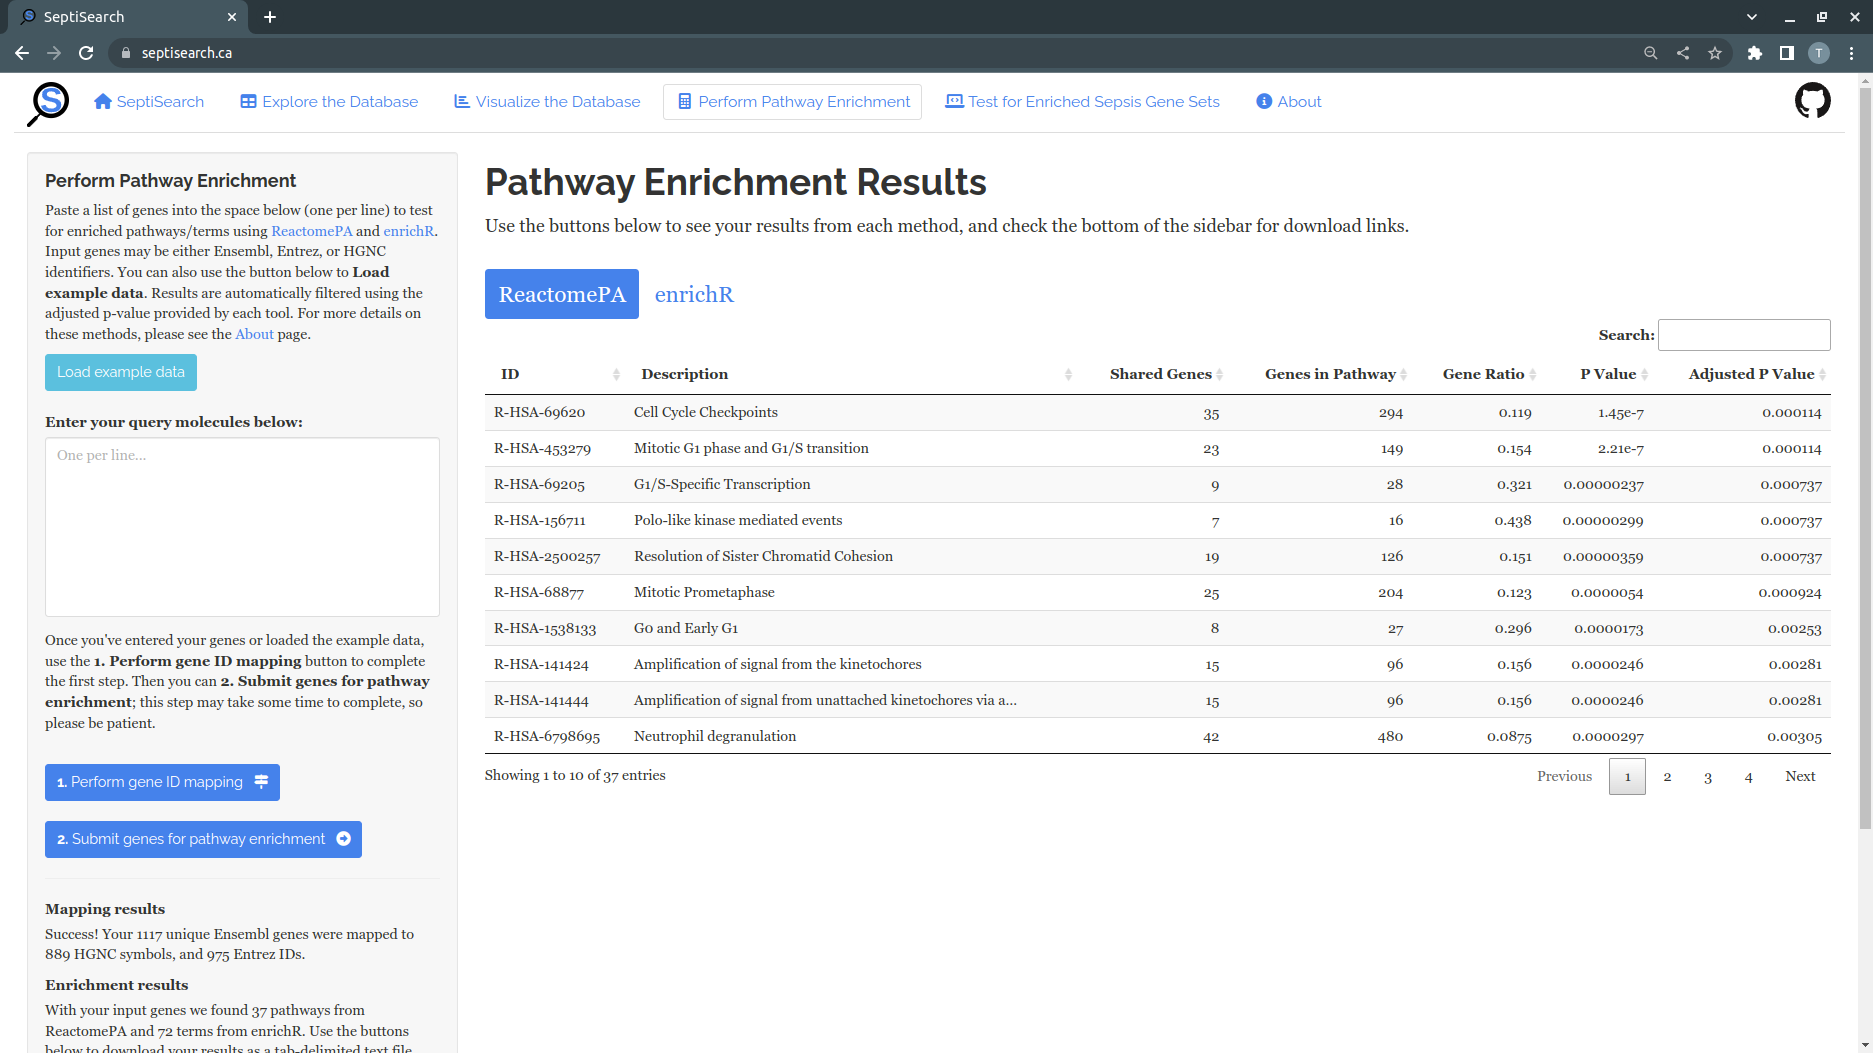 SeptiSearch
septisearch.ca
T
S
SeptiSearch
Explore the Database
Visualize the Database
Perform Pathway Enrichment
Test for Enriched Sepsis Gene Sets
About
Perform Pathway Enrichment
Paste a list of genes into the space below (one per line) to test
for enriched pathways/terms using ReactomePA and enrichR.
Input genes may be either Ensembl, Entrez, or HGNC
identifiers. You can also use the button below to Load
example data. Results are automatically filtered using the
adjusted p-value provided by each tool. For more details on
these methods, please see the About page.
Load example data
Enter your query molecules below:
One per line...
Once you've entered your genes or loaded the example data,
use the 1. Perform gene ID mapping button to complete
the first step. Then you can 2. Submit genes for pathway
enrichment; this step may take some time to complete, so
please be patient.
1. Perform gene ID mapping
2. Submit genes for pathway enrichment
Mapping results
Success! Your 1117 unique Ensembl genes were mapped to
889 HGNC symbols, and 975 Entrez IDs.
Enrichment results
With your input genes we found 37 pathways from
ReactomePA and 72 terms from enrichR. Use the buttons
below to download your results as a tab-delimited text file.
Pathway Enrichment Results
Use the buttons below to see your results from each method, and check the bottom of the sidebar for download links.
ReactomePA enrichR
Search:
ID Description Shared Genes Genes in Pathway Gene Ratio P Value Adjusted P Value
R-HSA-69620 Cell Cycle Checkpoints 35 294 0.119 1.45e-7 0.000114
R-HSA-453279 Mitotic G1 phase and G1/S transition 23 149 0.154 2.21e-7 0.000114
R-HSA-69205 G1/S-Specific Transcription 9 28 0.321 0.00000237 0.000737
R-HSA-156711 Polo-like kinase mediated events 7 16 0.438 0.00000299 0.000737
R-HSA-2500257 Resolution of Sister Chromatid Cohesion 19 126 0.151 0.00000359 0.000737
R-HSA-68877 Mitotic Prometaphase 25 204 0.123 0.0000054 0.000924
R-HSA-1538133 G0 and Early G1 8 27 0.296 0.0000173 0.00253
R-HSA-141424 Amplification of signal from the kinetochores 15 96 0.156 0.0000246 0.00281
R-HSA-141444 Amplification of signal from unattached kinetochores via a... 15 96 0.156 0.0000246 0.00281
R-HSA-6798695 Neutrophil degranulation 42 480 0.0875 0.0000297 0.00305
Showing 1 to 10 of 37 entries
Previous 1 2 3 4 Next